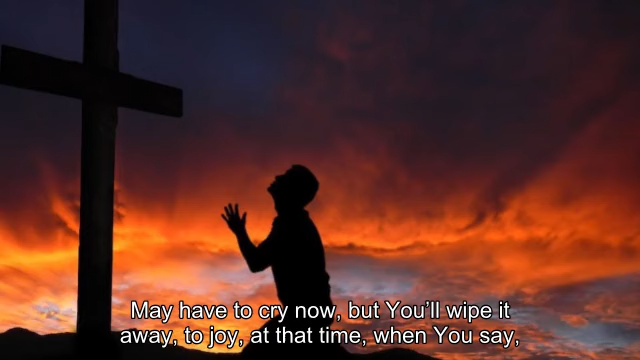 May have to cry now, but You’ll wipe it
away, to joy, at that time, when You say,